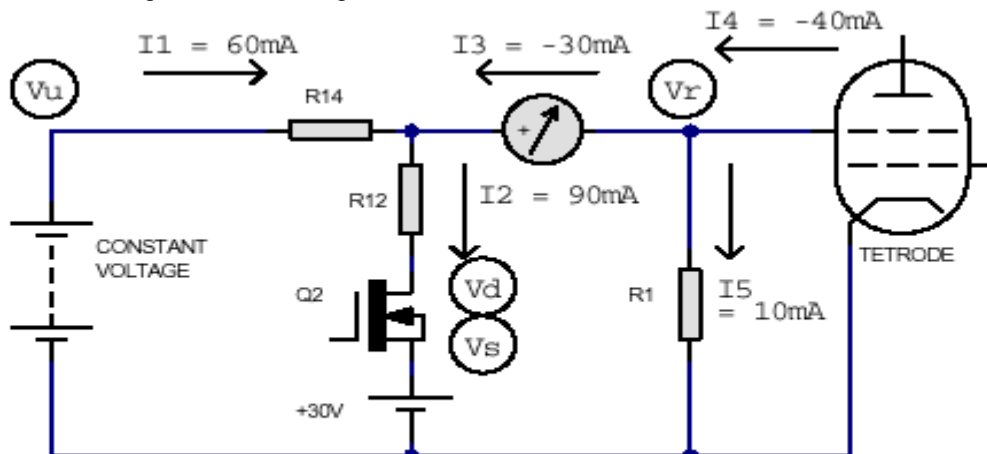 I1 = 60mA
I3 = -30mA
I4 = -40mA
Vu
Vr
R14
+
R12
I2 = 90mA
CONSTANT
VOLTAGE
TETRODE
Q2
Vd
R1
I5
= 10mA
Vs
+30V